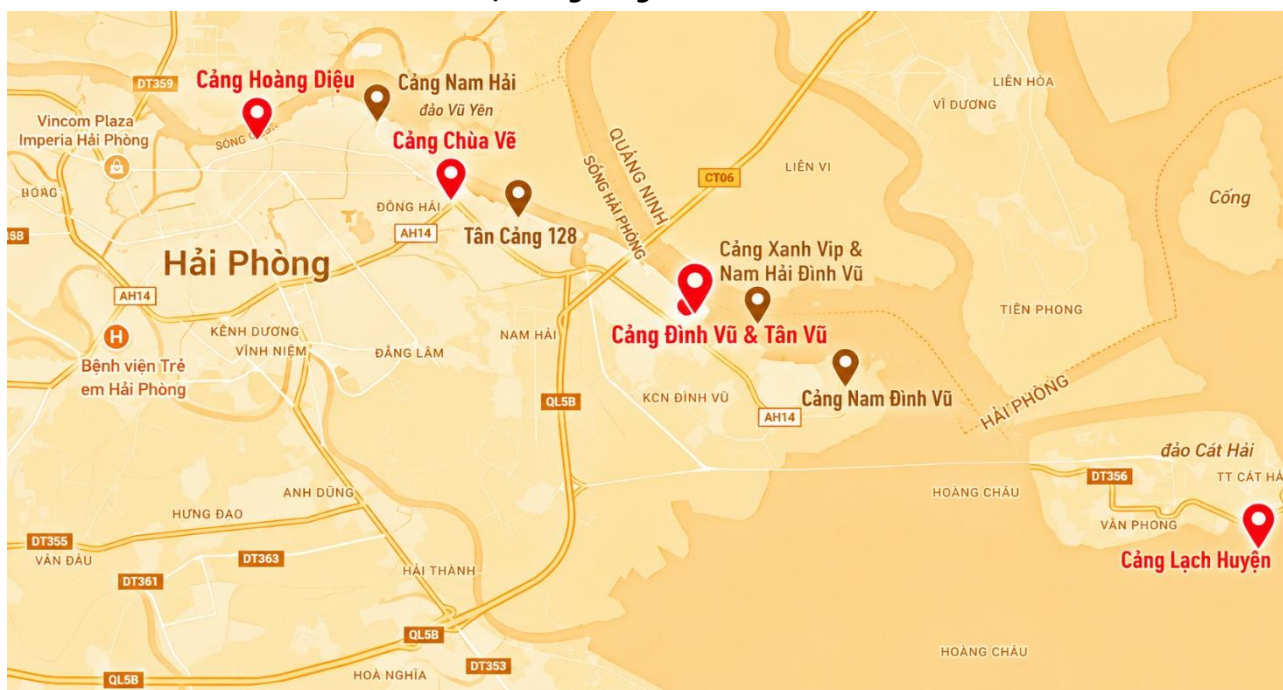 DT359
Cảng Hoàng Diệu
Cảng Nam Hải
đảo Vũ Yên
Vincom Plaza
Imperia Hải Phòng
Cảng Chùa Vẽ
LIÊN HÒA
VỊ DƯƠNG
QUẢNG NINH
SÔNG HẢI PHÒNG
CT06
LIÊN VỊ
Cống
ĐÔNG HẢI
AH14
Tân Cảng 128
Hải Phòng
Cảng Xanh Vip &
Nam Hải Đình Vũ
AH14
TIÊN PHONG
KÊNH DƯƠNG
VĨNH NIỆM
NAM HẢI
Cảng Đình Vũ & Tân Vũ
ĐẰNG LÂM
Bệnh viện Trẻ
em Hải Phòng
QL5B
KCN ĐÌNH VŨ
Cảng Nam Đình Vũ
AH14
HẢI PHÒNG
đảo Cát Hải
DT356
TT CÁT HẢ
ANH DŨNG
HOÀNG CHÂU
HƯNG ĐẠO
VĂN PHONG
DT355
DT363
Cảng Lạch Huyện
DT361
HẢI THÀNH
QL5B
HOÀNG CHÂU
DT353
HOÀ NGHĨA
QL5B